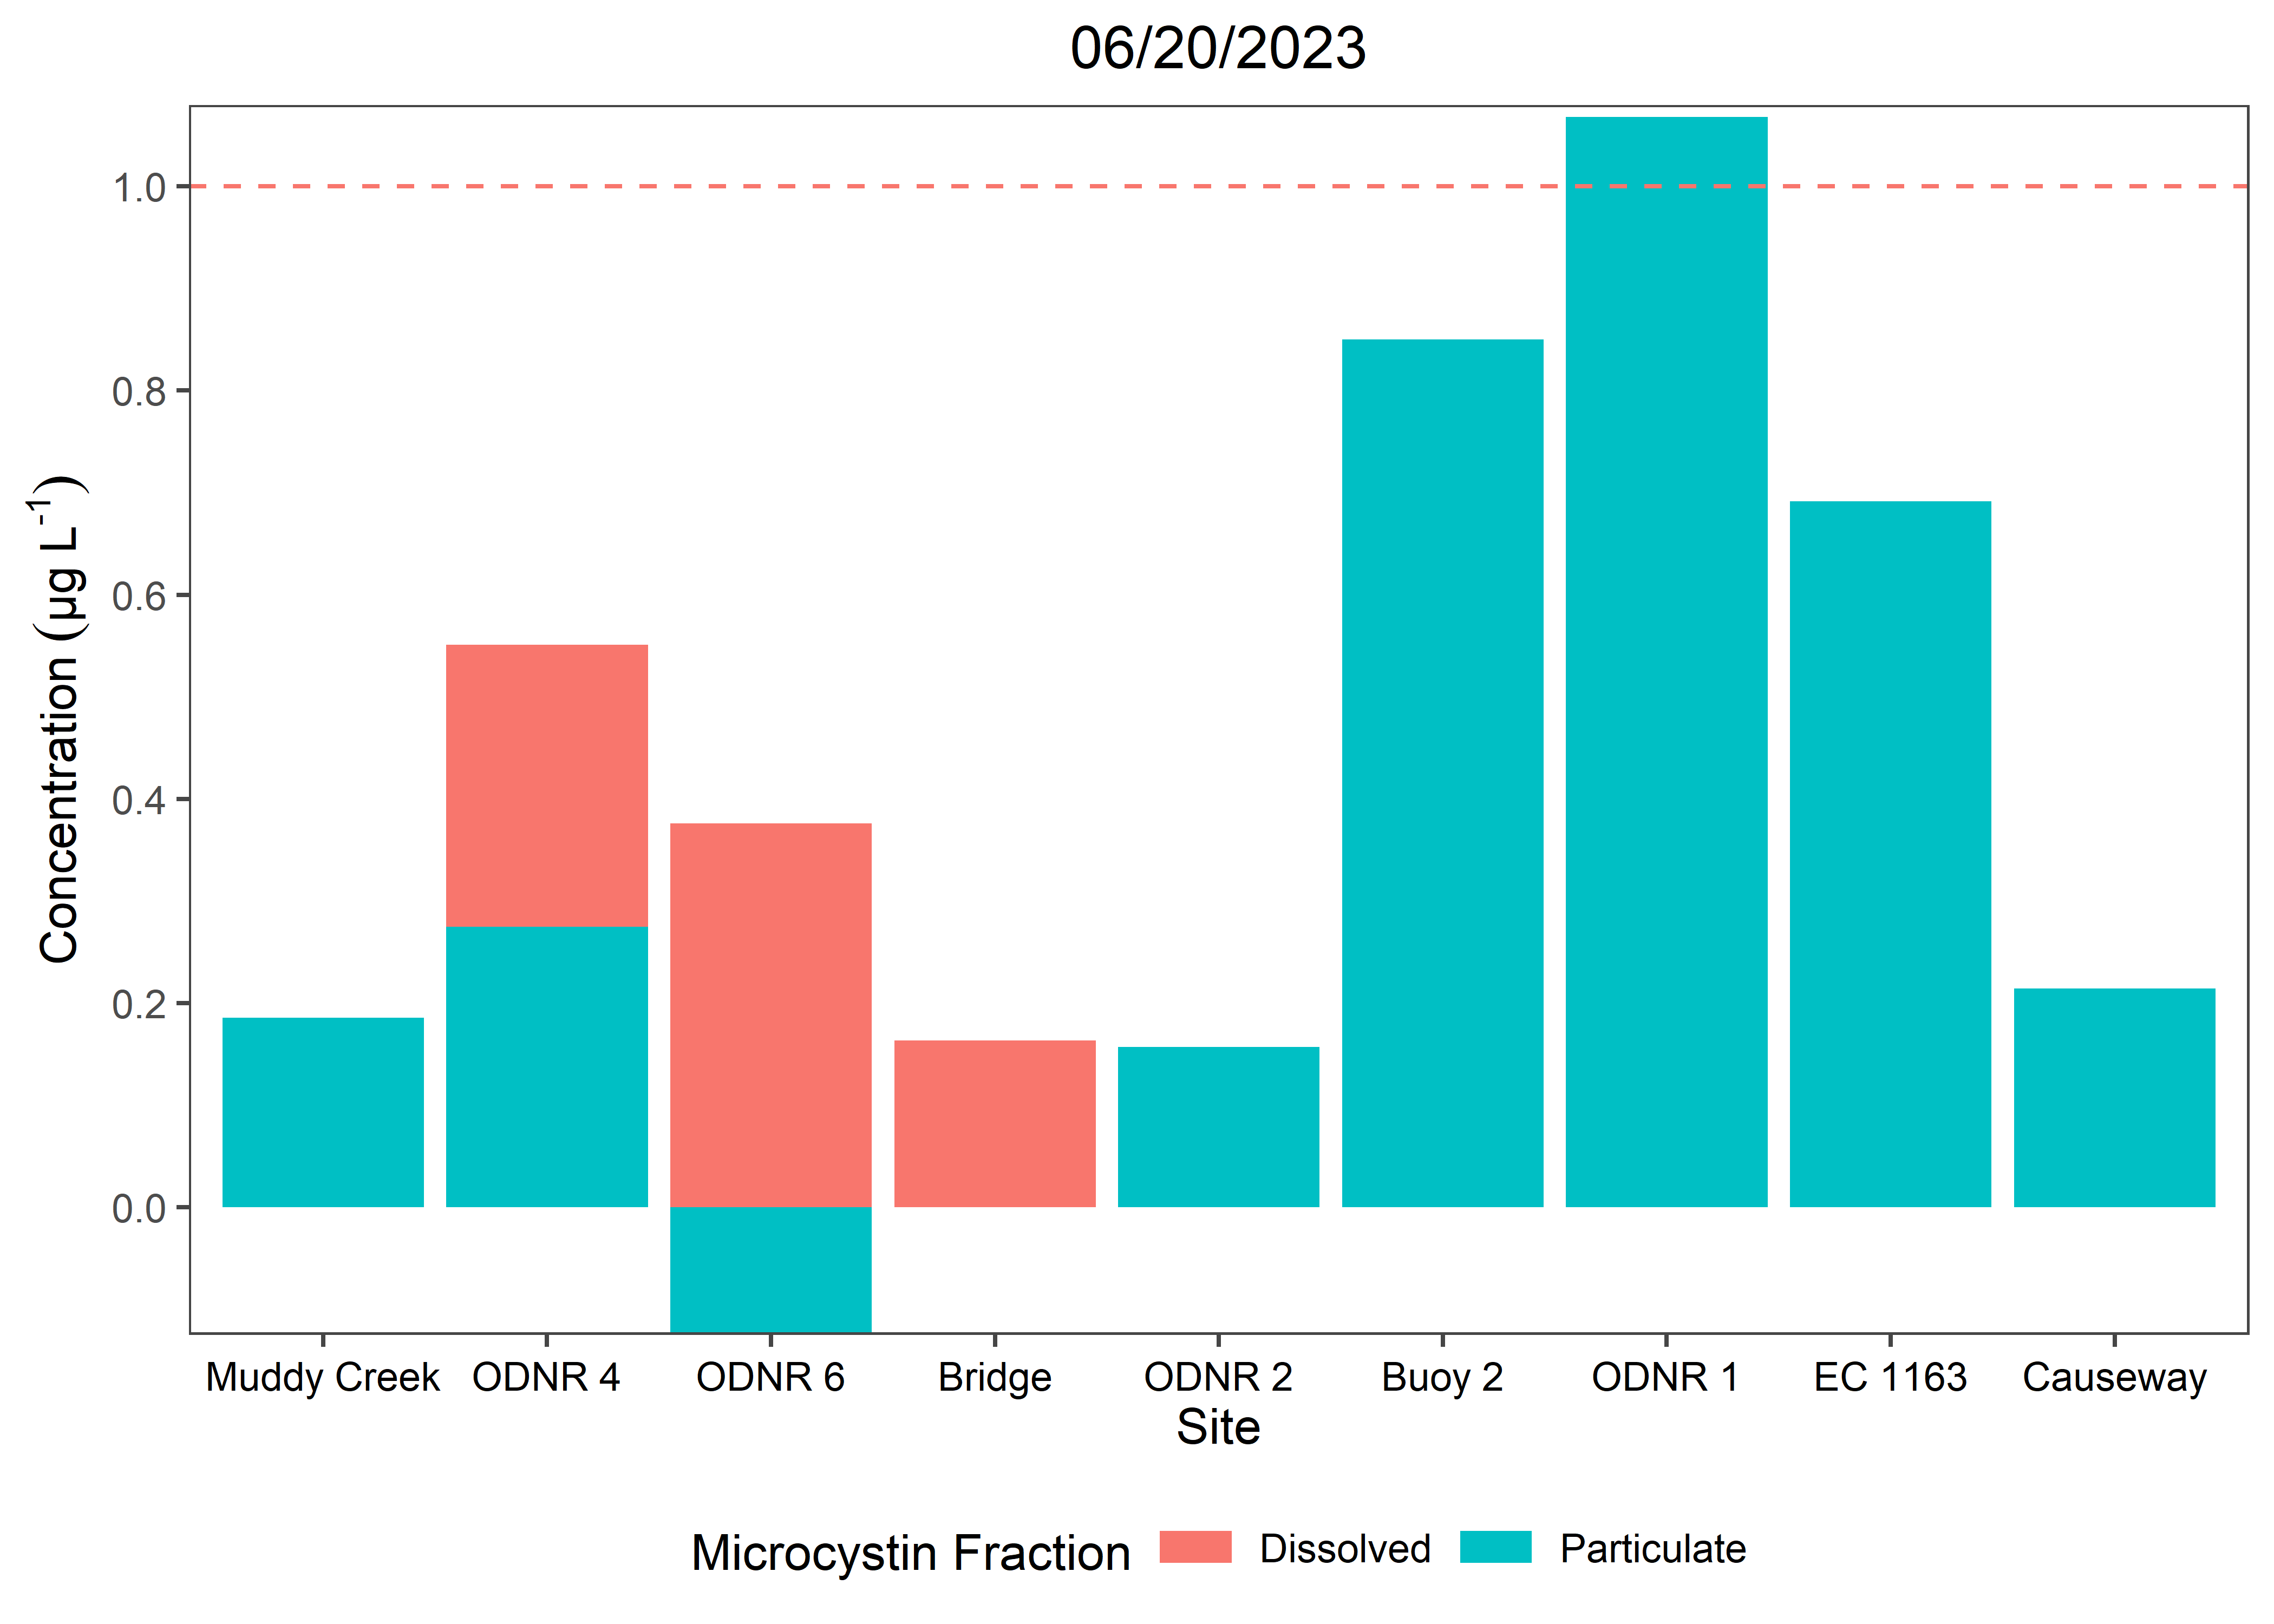 06/20/2023
Concentration (µg L⁻¹)
1.0
0.8
0.6
0.4
0.2
0.0
Muddy Creek ODNR 4 ODNR 6 Bridge ODNR 2 Buoy 2 ODNR 1 EC 1163 Causeway
Site
Microcystin Fraction Dissolved Particulate